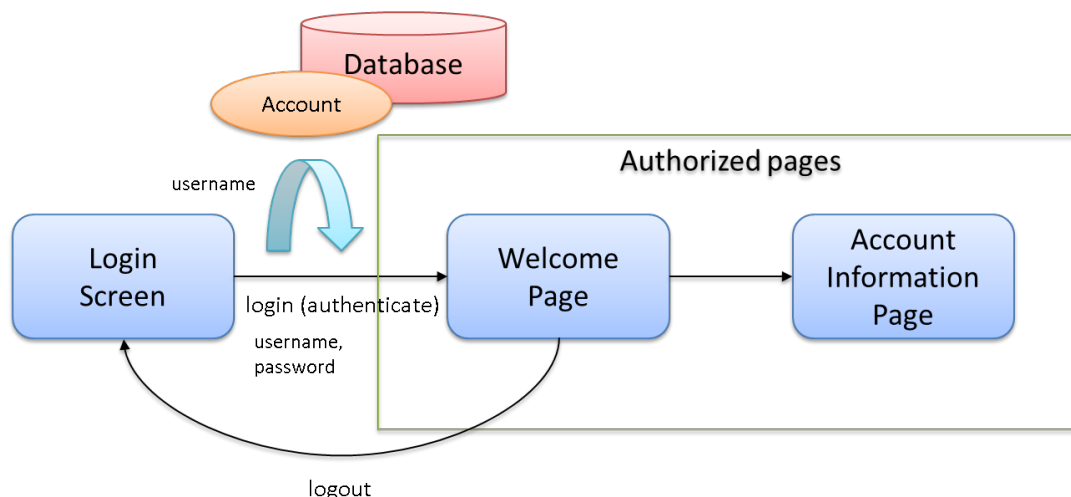 Database
Account
Authorized pages
username
Login
Screen
login (authenticate)
username,
password
Welcome
Page
Account
Information
Page
logout